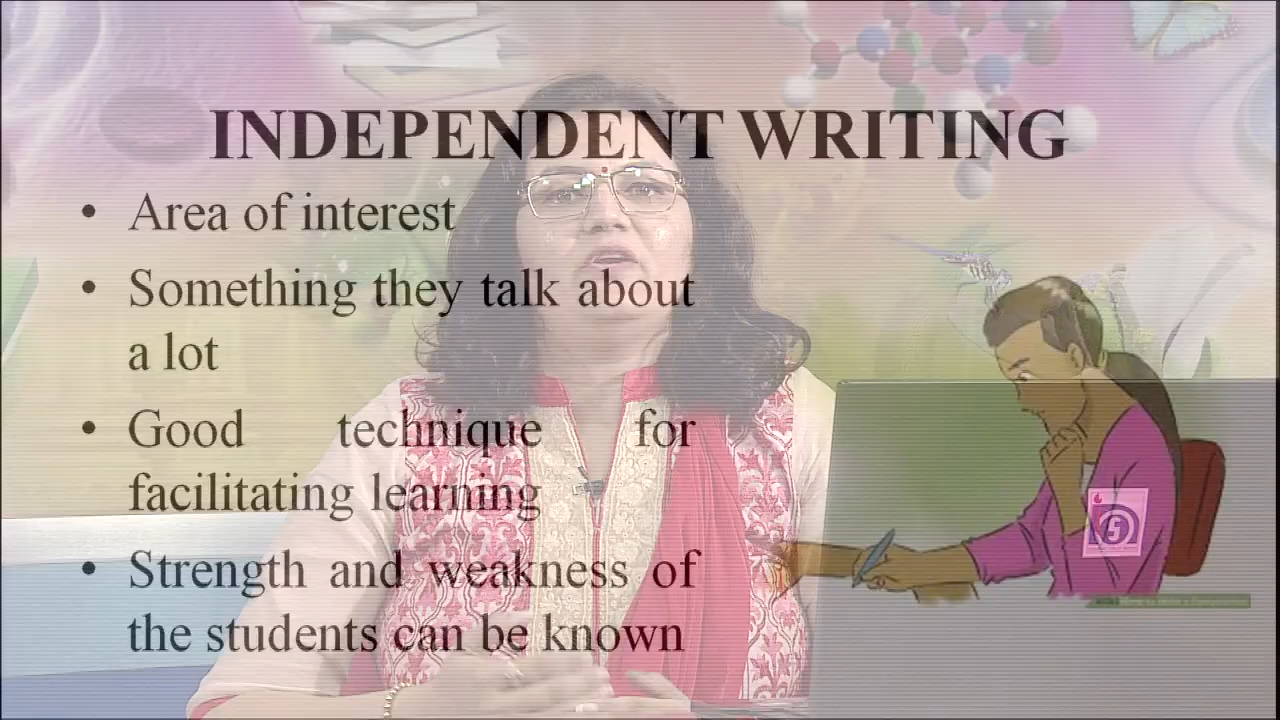 INDEPENDENT WRITING
• Area of interest
• Something they talk about
a lot
• Good technique for
facilitating learning
• Strength and weakness of
the students can be known